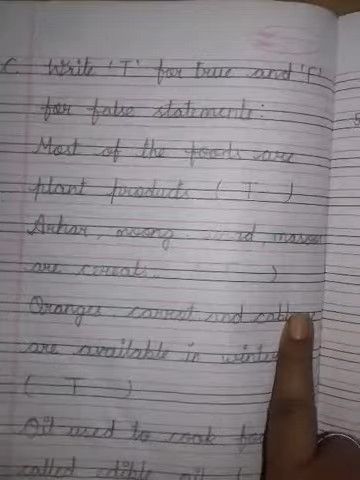 C. Write 'T' for true and 'F'
for false statements:
Most of the foods are
plant products ( T )
Arhar, moong, masoor
are cereals. )
Oranges carrot and
are available in winter
( T )
Oil used to cook
called edible oil (